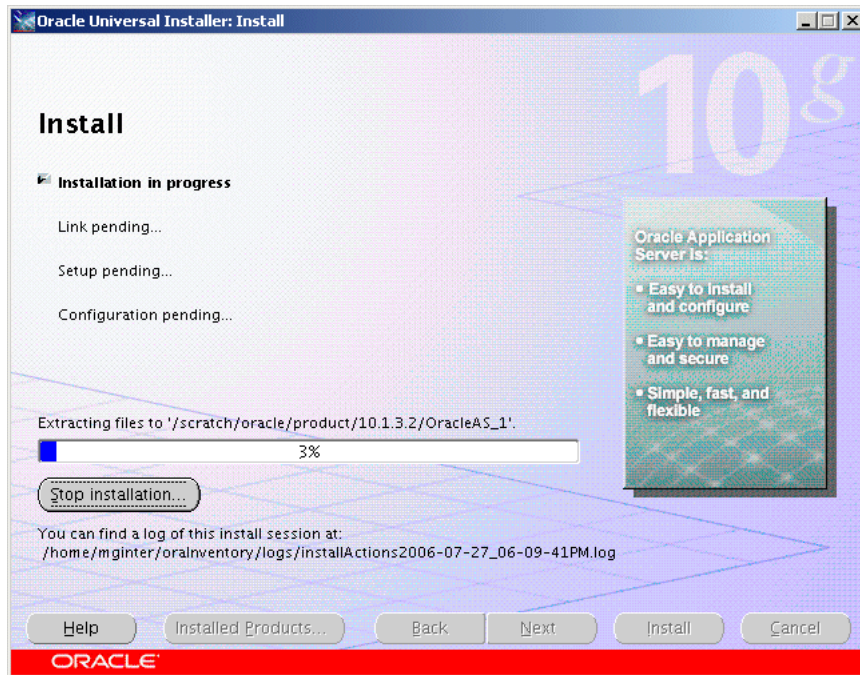 Oracle Universal Installer: Install
10g
Install
Installation in progress
Link pending...
Setup pending...
Configuration pending...
Oracle Application
Server is:
• Easy to install
and configure
• Easy to manage
and secure
• Simple, fast, and
flexible
Extracting files to '/scratch/oracle/product/10.1.3.2/OracleAS_1'.
3%
Stop installation...
You can find a log of this install session at:
/home/mginter/oraInventory/logs/installActions2006-07-27_06-09-41PM.log
Help
Installed Products...
Back
Next
Install
Cancel
ORACLE